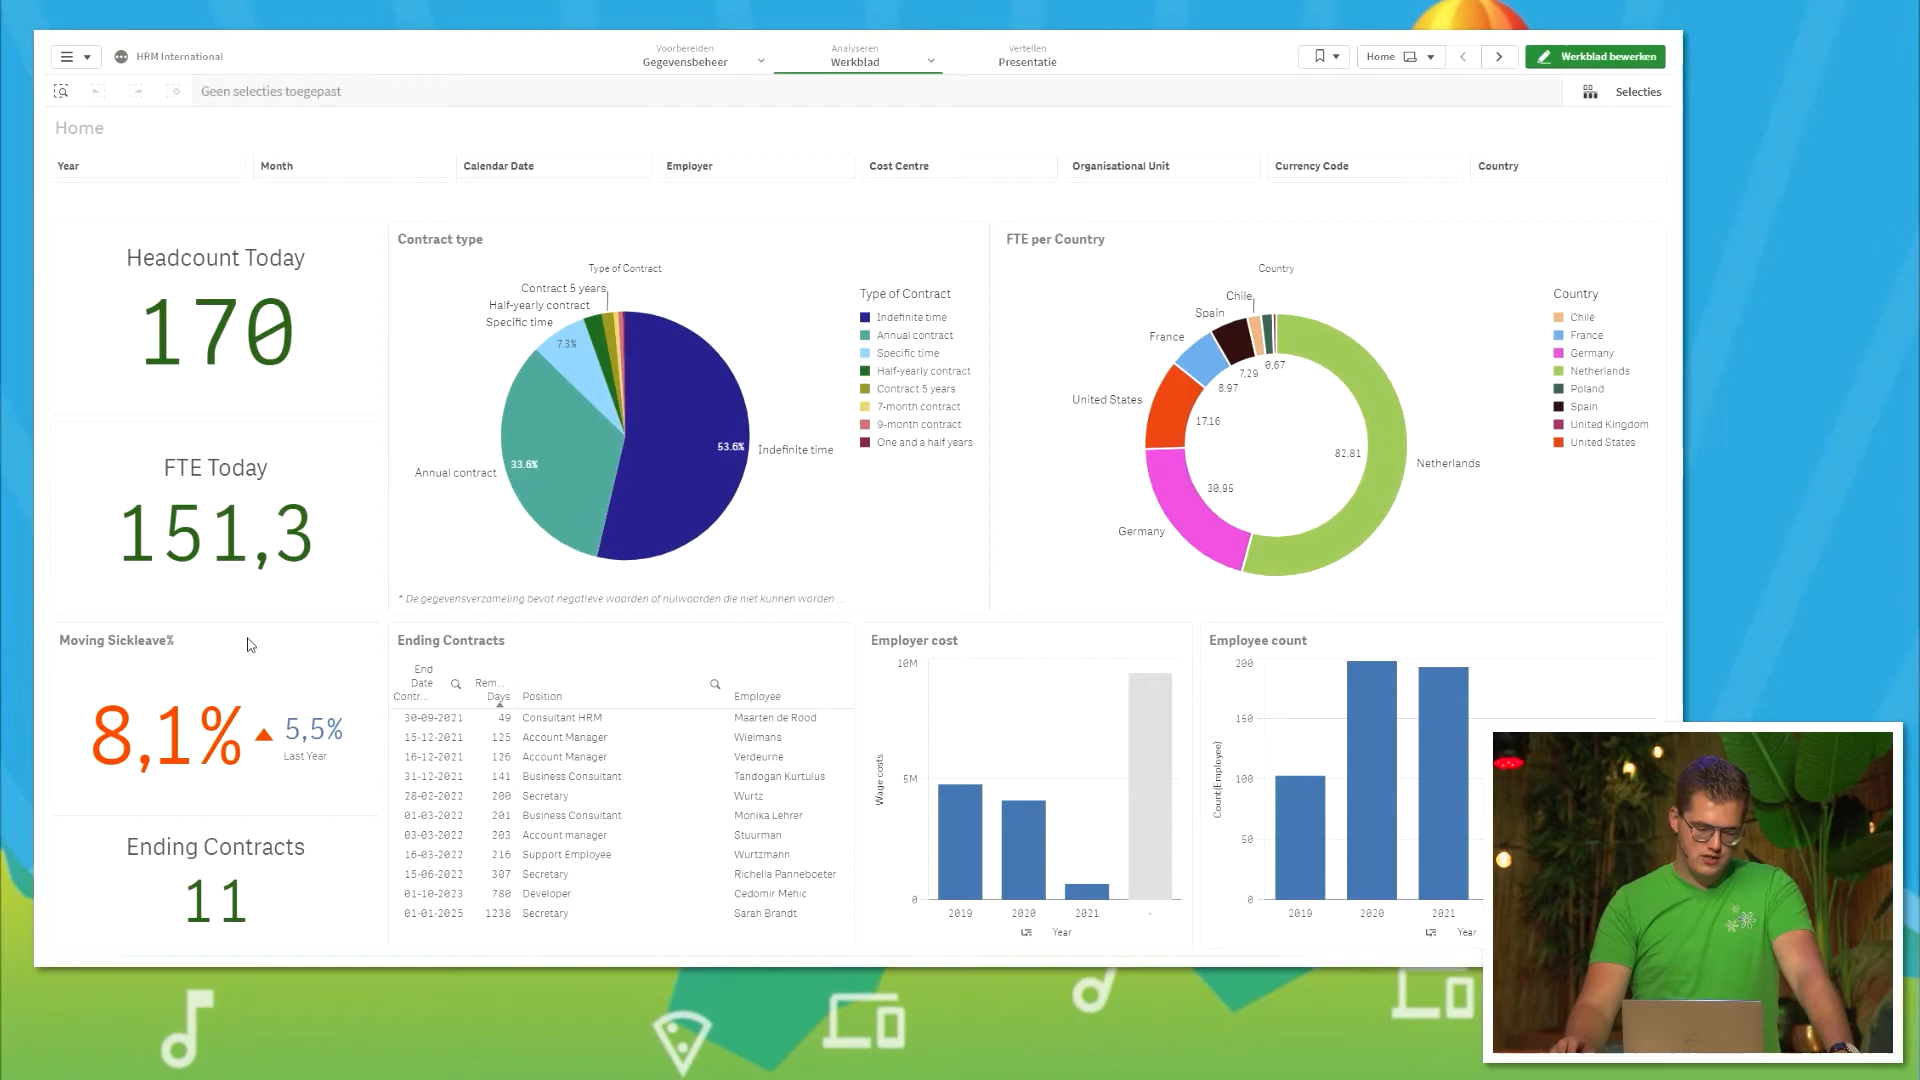 HRM International
Voorbereiden
Gegevensbeheer
Analyseren
Werkblad
Vertellen
Presentatie
Home
Werkblad bewerken
Geen selecties toegepast
Selecties
Home
Year
Month
Calendar Date
Employer
Cost Centre
Organisational Unit
Currency Code
Country
Headcount Today
170
FTE Today
151,3
Moving Sickleave%
8,1%
5,5%
Last Year
Ending Contracts
11
Contract type
Type of Contract
Contract 5 years
Half-yearly contract
Specific time
7.3%
53.6%
Indefinite time
33.6%
Annual contract
Type of Contract
Indefinite time
Annual contract
Specific time
Half-yearly contract
Contract 5 years
7-month contract
9-month contract
One and a half years
* De gegevensverzameling bevat negatieve waarden of nulwaarden die niet kunnen worden ...
FTE per Country
Country
Chile
Spain
France
United States
Germany
Netherlands
0.67
7.29
8.97
17.16
30.95
82.81
Country
Chile
France
Germany
Netherlands
Poland
Spain
United Kingdom
United States
Ending Contracts
End Date Contr... Rem... Days Position Employee
30-09-2021 49 Consultant HRM Maarten de Rood
15-12-2021 125 Account Manager Wielmans
16-12-2021 126 Account Manager Verdeurne
31-12-2021 141 Business Consultant Tandogan Kurtulus
28-02-2022 200 Secretary Wurtz
01-03-2022 201 Business Consultant Monika Lehrer
03-03-2022 203 Account manager Stuurman
16-03-2022 216 Support Employee Wurtzmann
15-06-2022 307 Secretary Richella Panneboeter
01-10-2023 780 Developer Cedomir Mehic
01-01-2025 1238 Secretary Sarah Brandt
Employer cost
10M
5M
0
Wage costs
2019 2020 2021 -
Year
Employee count
200
150
100
50
0
Count(Employee)
2019 2020 2021
Year